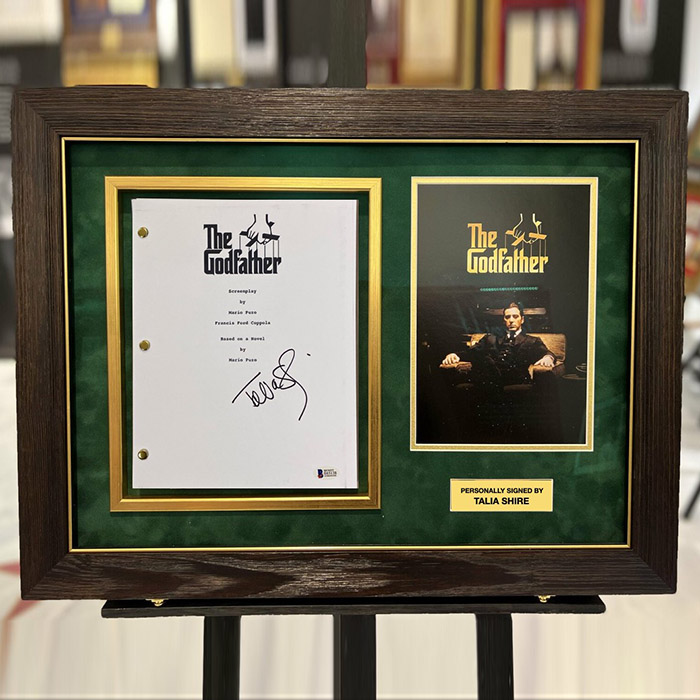 The
Godfather
Screenplay
by
Mario Puzo
Francis Ford Coppola
Based on a Novel
by
Mario Puzo
The
Godfather
PERSONALLY SIGNED BY
TALIA SHIRE